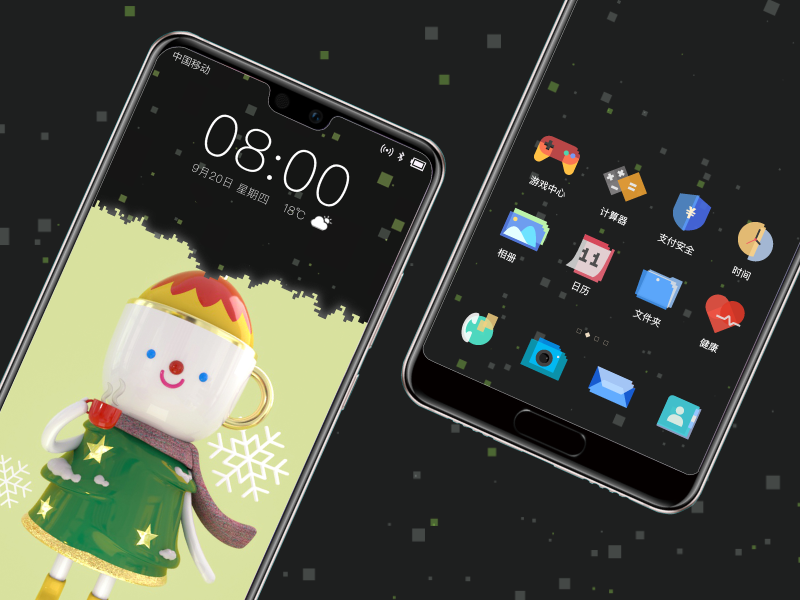 中国移动
08:00
9月20日 星期四 18℃
游戏中心
计算器
支付安全
时间
相册
11
日历
文件夹
健康